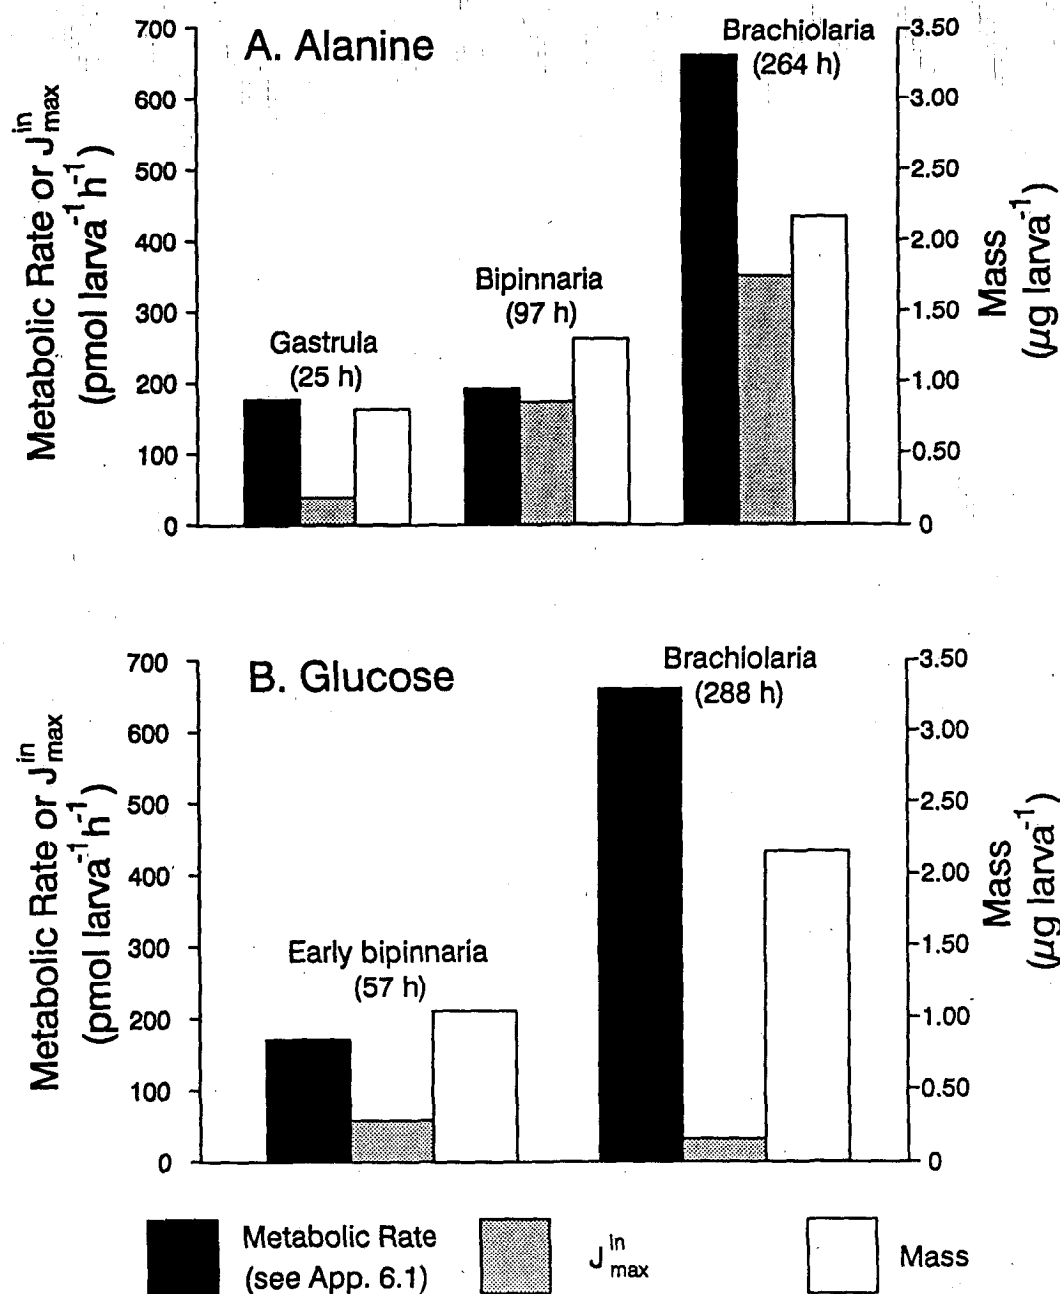 A. Alanine
Metabolic Rate or J^in_max
(pmol larva^-1 h^-1)
700
600
500
400
300
200
100
0
Gastrula
(25 h)
Bipinnaria
(97 h)
Brachiolaria
(264 h)
3.50
3.00
2.50
2.00
1.50
1.00
0.50
0
Mass
(µg larva^-1)
B. Glucose
Metabolic Rate or J^in_max
(pmol larva^-1 h^-1)
700
600
500
400
300
200
100
0
Early bipinnaria
(57 h)
Brachiolaria
(288 h)
3.50
3.00
2.50
2.00
1.50
1.00
0.50
0
Mass
(µg larva^-1)
Metabolic Rate
(see App. 6.1)
J^in_max
Mass